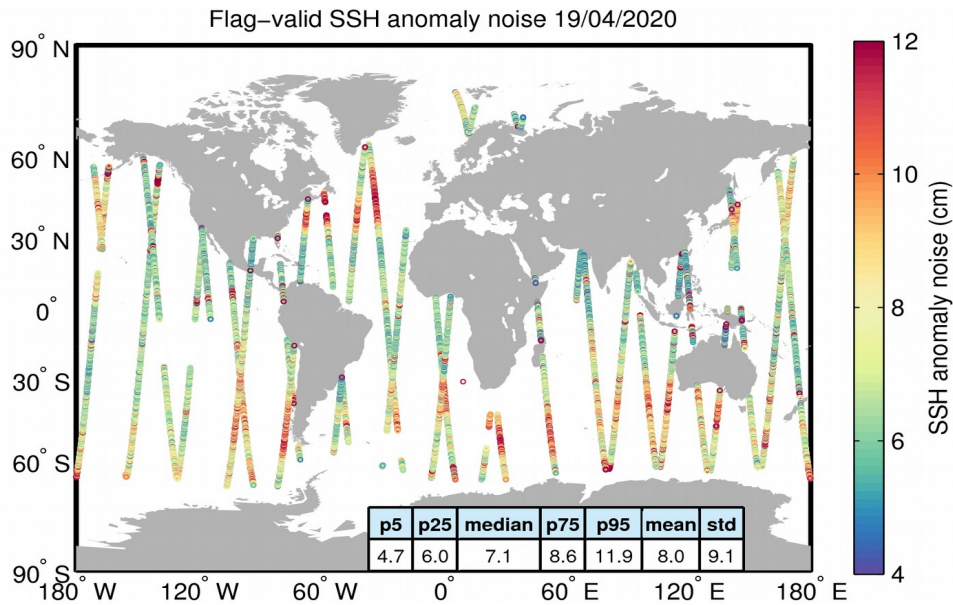 Flag−valid SSH anomaly noise 19/04/2020
90° N
60° N
30° N
0°
30° S
60° S
90° S
180° W
120° W
60° W
0°
60° E
120° E
180° E
p5 p25 median p75 p95 mean std
4.7 6.0 7.1 8.6 11.9 8.0 9.1
12
10
8
6
4
SSH anomaly noise (cm)